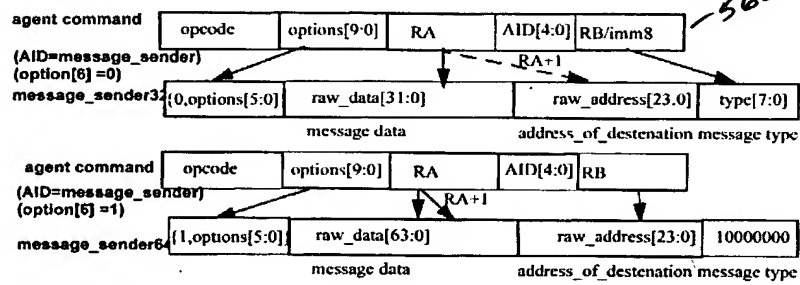 agent command opcode options[9:0] RA AID[4:0] RB/imm8
(AID=message_sender)
(option[6] =0)
RA+1
message_sender32 {0,options[5:0]} raw_data[31:0] raw_address[23.0] type[7:0]
message data address_of_destenation message type
agent command opcode options[9:0] RA AID[4:0] RB
(AID=message_sender)
(option[6] =1)
RA+1
message_sender64 {1,options[5:0]} raw_data[63:0] raw_address[23:0] 10000000
message data address_of_destenation message type